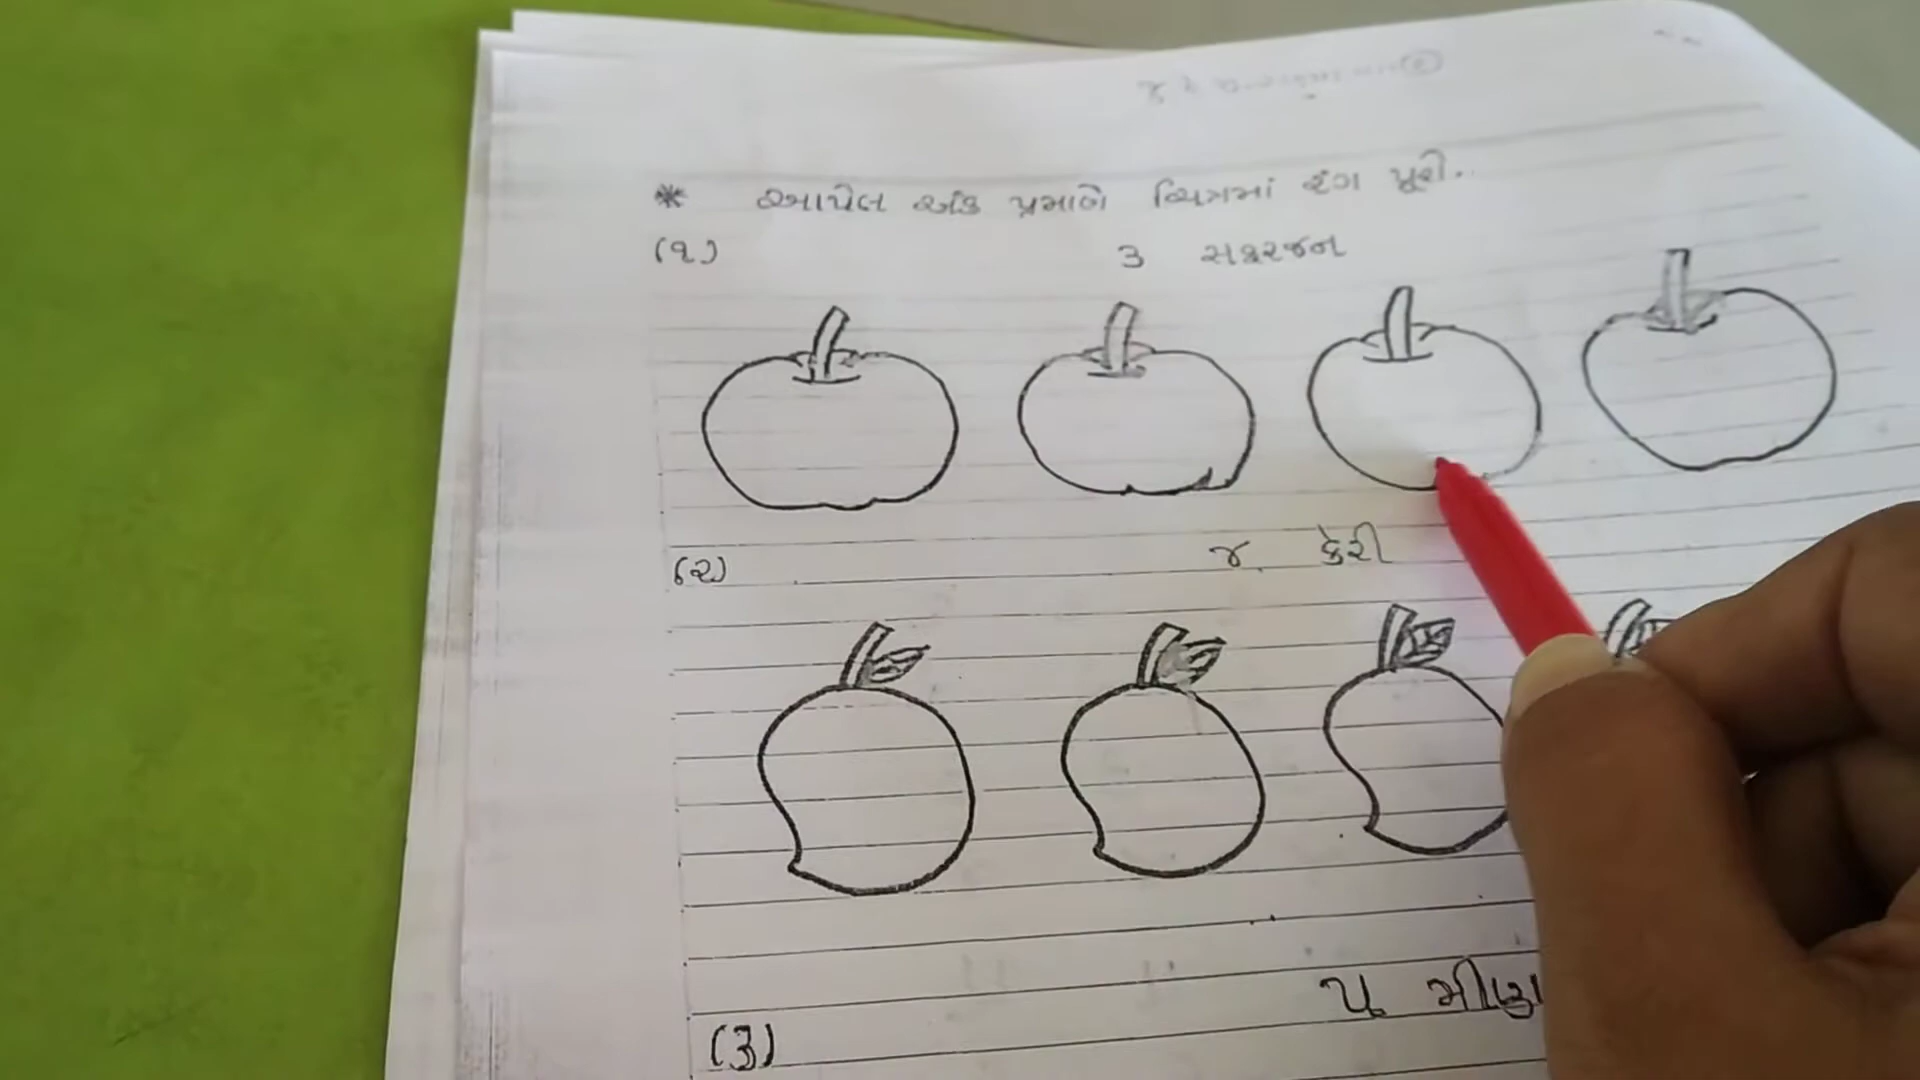 * આપેલ અંક પ્રમાણે ચિત્રમાં રંગ પૂરો.
(૧) ૩ સફરજન
(૨) ૪ કેરી
૫
(૩)